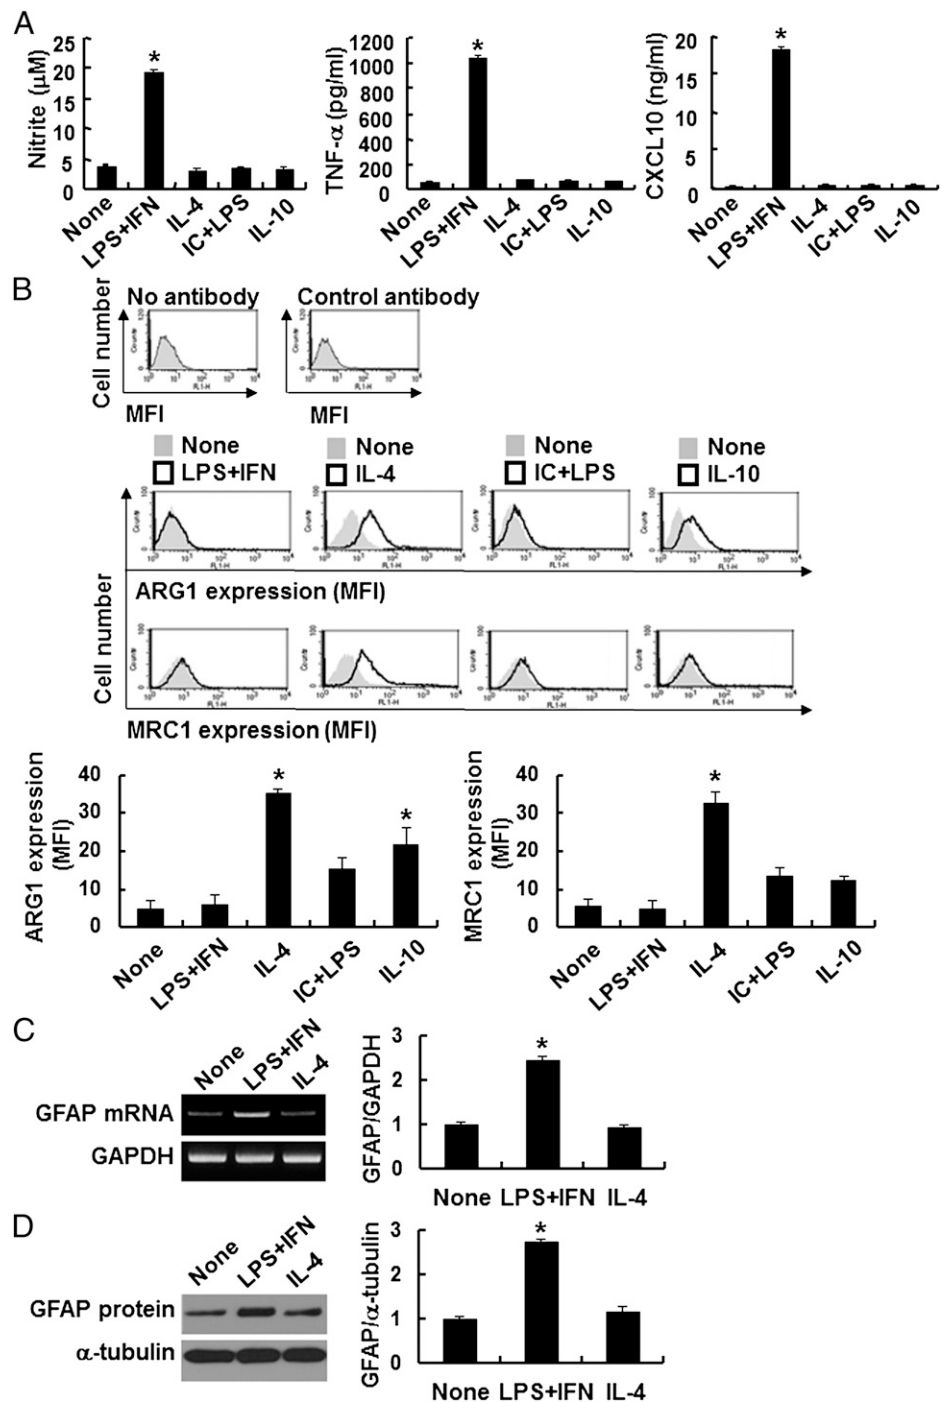 A
Nitrite (μM)
25
20
15
10
5
0
*
None
LPS+IFN
IL-4
IC+LPS
IL-10
TNF-α (pg/ml)
1200
1000
800
600
400
200
0
*
None
LPS+IFN
IL-4
IC+LPS
IL-10
CXCL10 (ng/ml)
20
15
10
5
0
*
None
LPS+IFN
IL-4
IC+LPS
IL-10
B
No antibody
Control antibody
Cell number
MFI
MFI
None
LPS+IFN
None
IL-4
None
IC+LPS
None
IL-10
Cell number
ARG1 expression (MFI)
MRC1 expression (MFI)
ARG1 expression
(MFI)
40
30
20
10
0
*
*
None
LPS+IFN
IL-4
IC+LPS
IL-10
MRC1 expression
(MFI)
40
30
20
10
0
*
None
LPS+IFN
IL-4
IC+LPS
IL-10
C
None
LPS+IFN
IL-4
GFAP mRNA
GAPDH
GFAP/GAPDH
3
2
1
0
*
None LPS+IFN IL-4
D
None
LPS+IFN
IL-4
GFAP protein
α-tubulin
GFAP/α-tubulin
3
2
1
0
*
None LPS+IFN IL-4